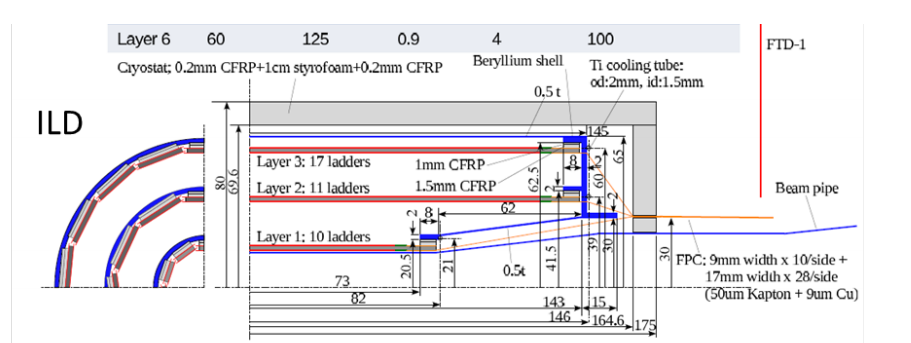 Layer 6 60 125 0.9 4 100
FTD-1
Cryostat; 0.2mm CFRP+1cm styrofoam+0.2mm CFRP
Beryllium shell
Ti cooling tube:
od:2mm, id:1.5mm
0.5 t
ILD
145
Layer 3; 17 ladders
1mm CFRP
8
2
65
Layer 2; 11 ladders
1.5mm CFRP
62.5
2
60
2
80
69.6
Beam pipe
62
2
8
Layer 1; 10 ladders
20.5
21
0.5t
41.5
39
30
30
FPC; 9mm width x 10/side +
17mm width x 28/side
(50um Kapton + 9um Cu)
73
82
143
15
146
164.6
175